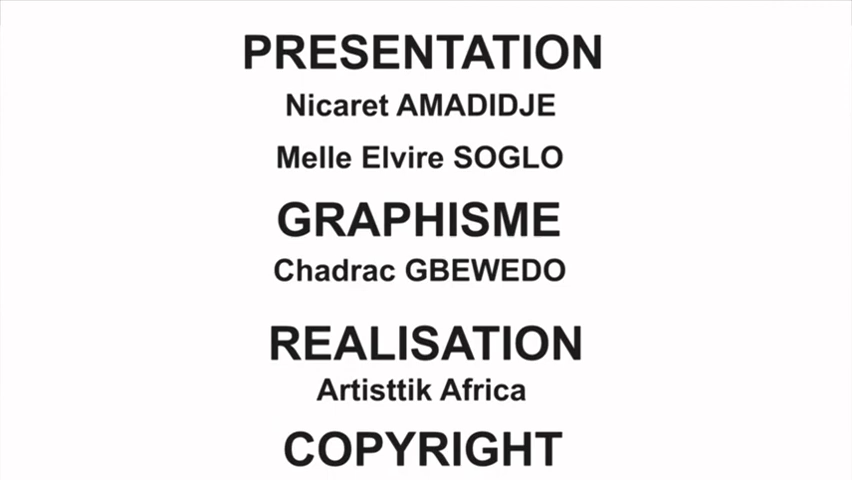 PRESENTATION
Nicaret AMADIDJE
Melle Elvire SOGLO
GRAPHISME
Chadrac GBEWEDO
REALISATION
Artisttik Africa
COPYRIGHT